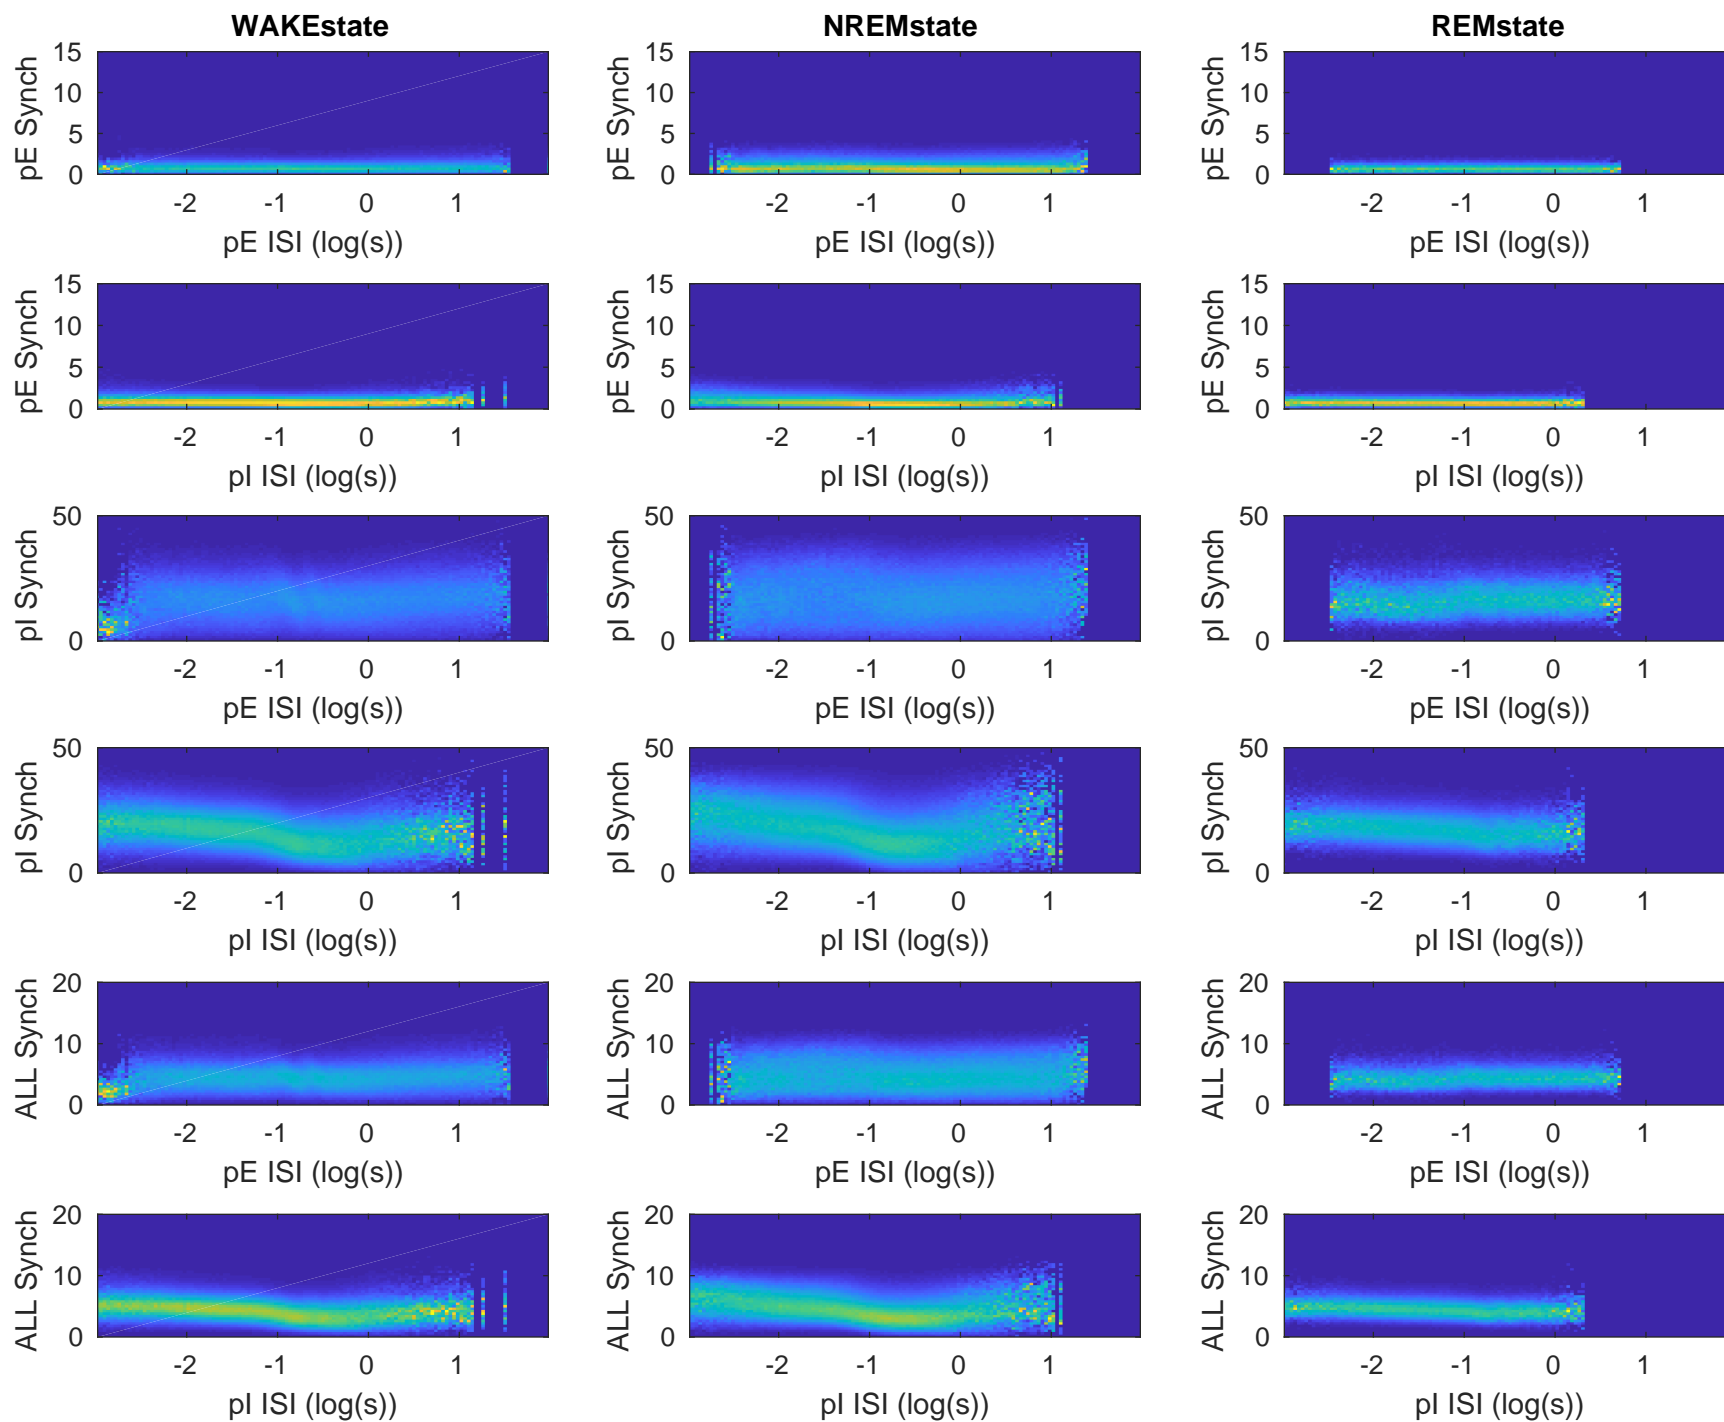 WAKEstate NREMstate REMstate
15 15 15
10 10 10
pE Synch pE Synch pE Synch
5 5 5
0 0 0
-2 -1 0 1 -2 -1 0 1 -2 -1 0 1
pE ISI (log(s)) pE ISI (log(s)) pE ISI (log(s))
15 15 15
10 10 10
pE Synch pE Synch pE Synch
5 5 5
0 0 0
-2 -1 0 1 -2 -1 0 1 -2 -1 0 1
pI ISI (log(s)) pI ISI (log(s)) pI ISI (log(s))
50 50 50
pI Synch pI Synch pI Synch
0 0 0
-2 -1 0 1 -2 -1 0 1 -2 -1 0 1
pE ISI (log(s)) pE ISI (log(s)) pE ISI (log(s))
50 50 50
pI Synch pI Synch pI Synch
0 0 0
-2 -1 0 1 -2 -1 0 1 -2 -1 0 1
pI ISI (log(s)) pI ISI (log(s)) pI ISI (log(s))
20 20 20
ALL Synch ALL Synch ALL Synch
10 10 10
0 0 0
-2 -1 0 1 -2 -1 0 1 -2 -1 0 1
pE ISI (log(s)) pE ISI (log(s)) pE ISI (log(s))
20 20 20
ALL Synch ALL Synch ALL Synch
10 10 10
0 0 0
-2 -1 0 1 -2 -1 0 1 -2 -1 0 1
pI ISI (log(s)) pI ISI (log(s)) pI ISI (log(s))